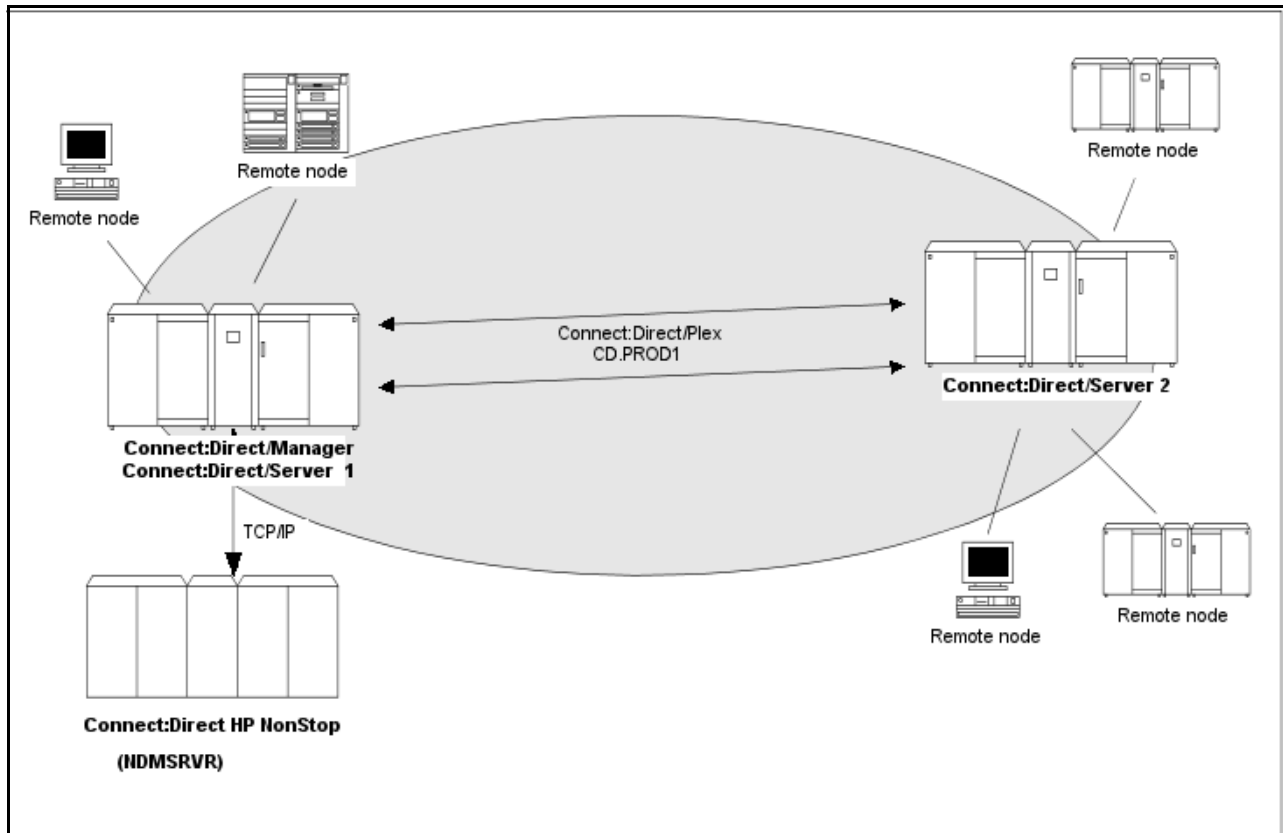 Remote node
Remote node
Remote node
Connect:Direct/Plex
CD.PROD1
Connect:Direct/Server 2
Connect:Direct/Manager
Connect:Direct/Server 1
TCP/IP
Remote node
Remote node
Connect:Direct HP NonStop
(NDMSRVR)